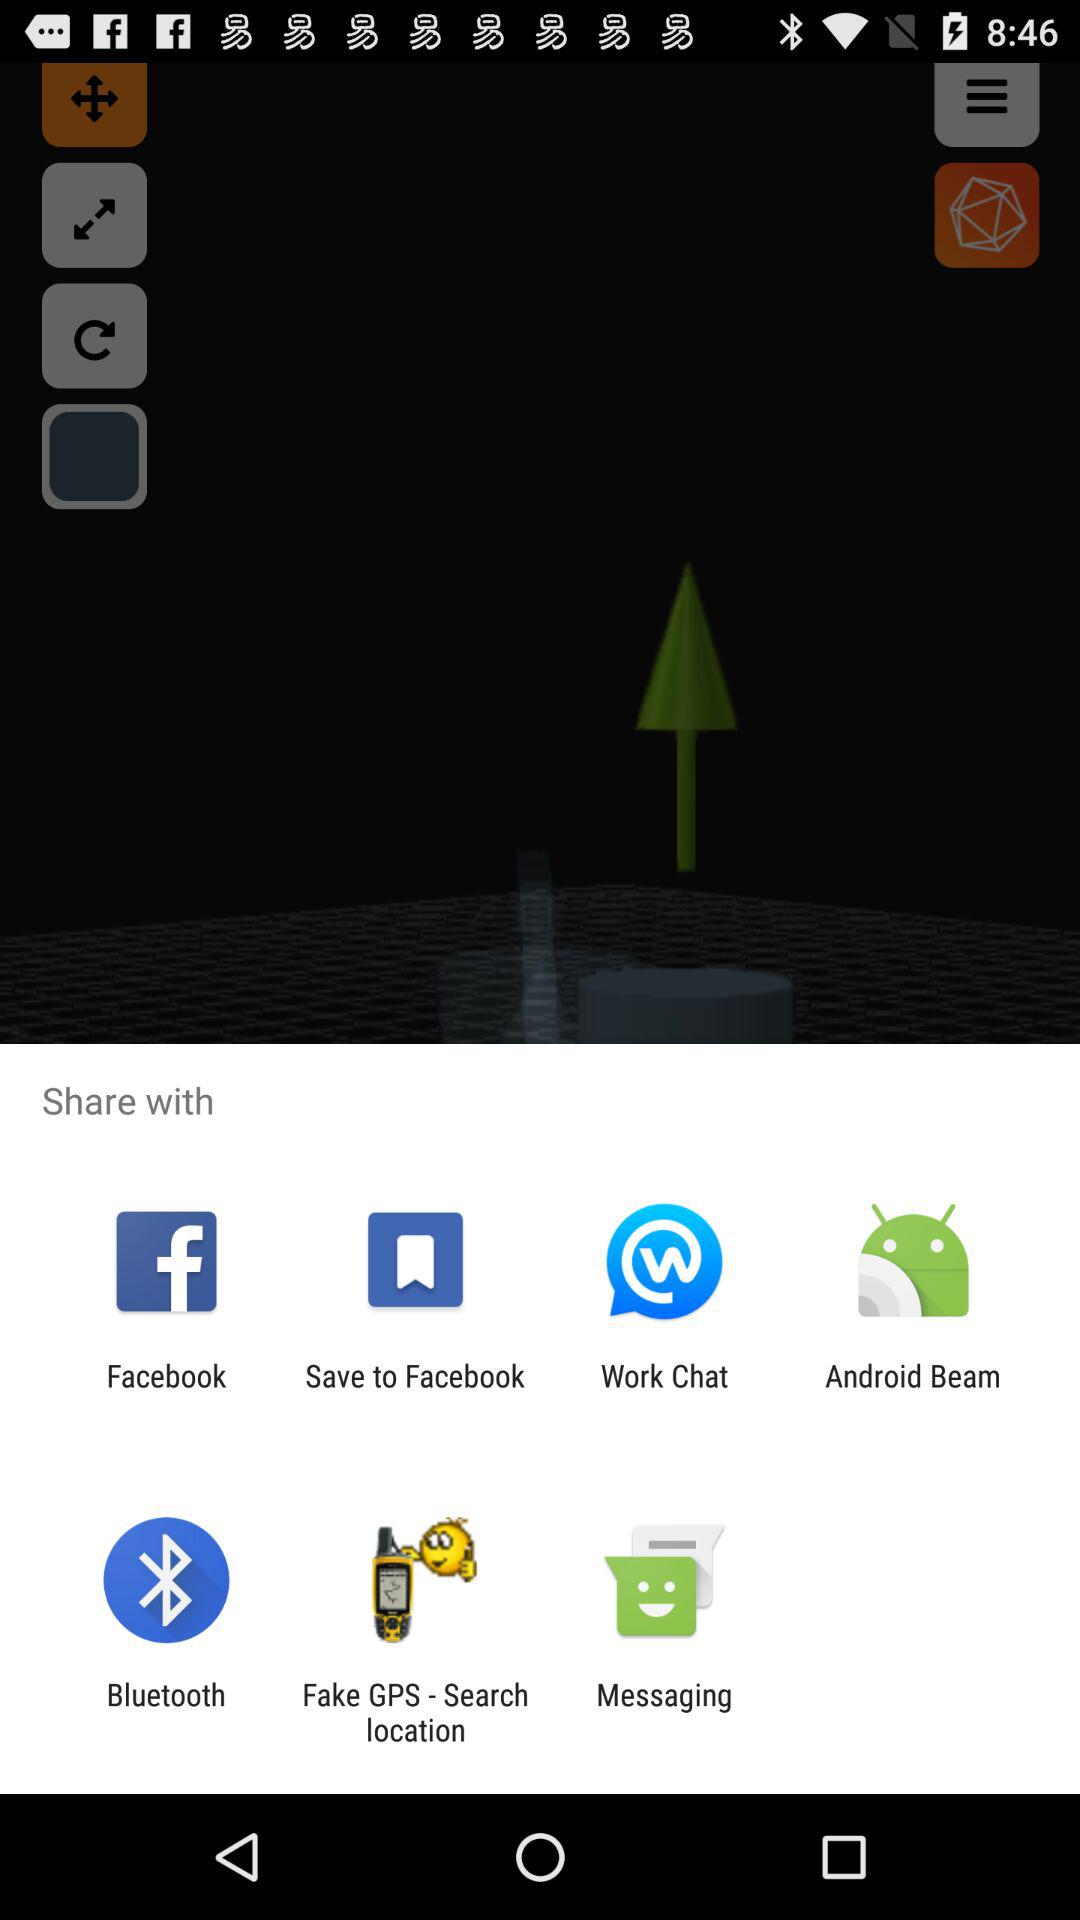 8:46
Share with
Facebook
Save to Facebook
Work Chat
Android Beam
Bluetooth
Fake GPS - Search
location
Messaging